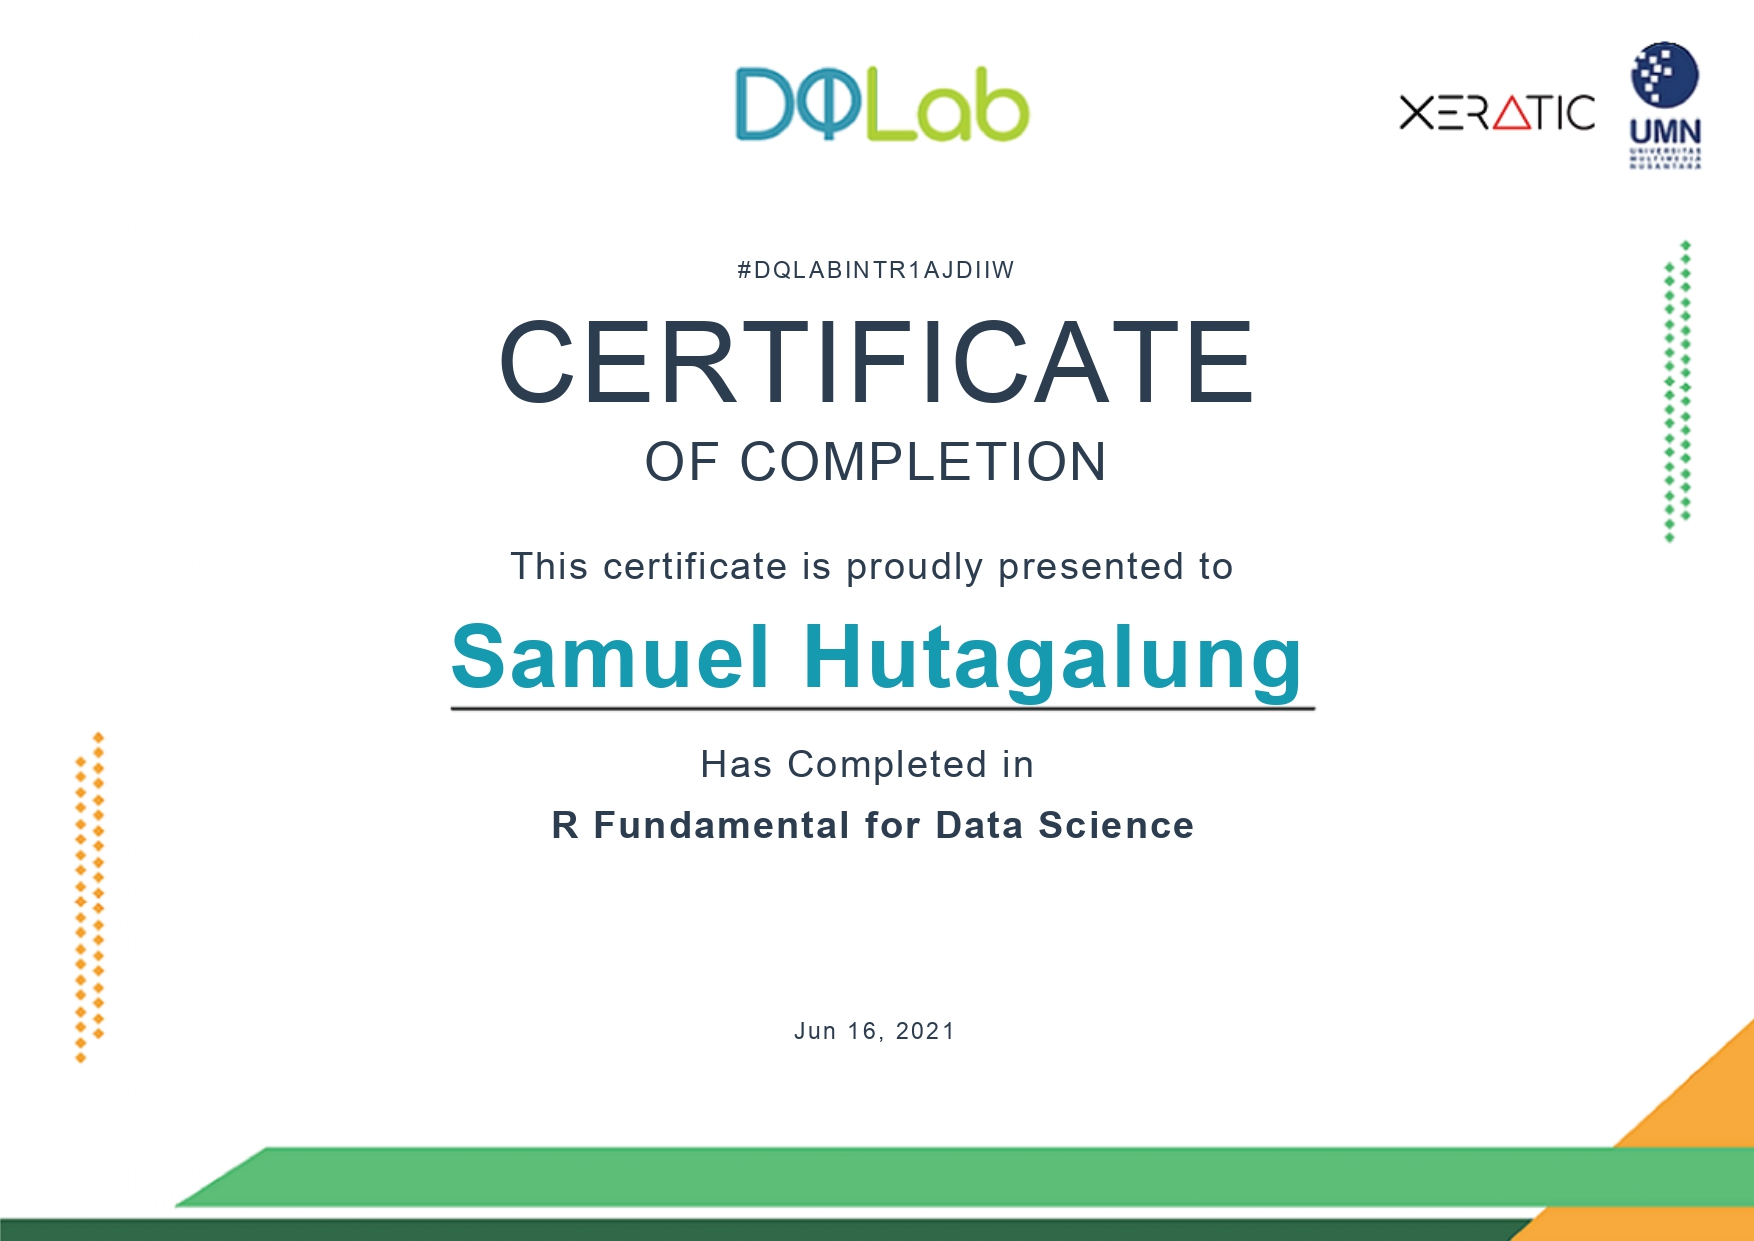 DQLab
XERATIC
UMN
UNIVERSITAS
MULTIMEDIA
NUSANTARA
#DQLABINTR1AJDIIW
CERTIFICATE
OF COMPLETION
This certificate is proudly presented to
Samuel Hutagalung
Has Completed in
R Fundamental for Data Science
Jun 16, 2021